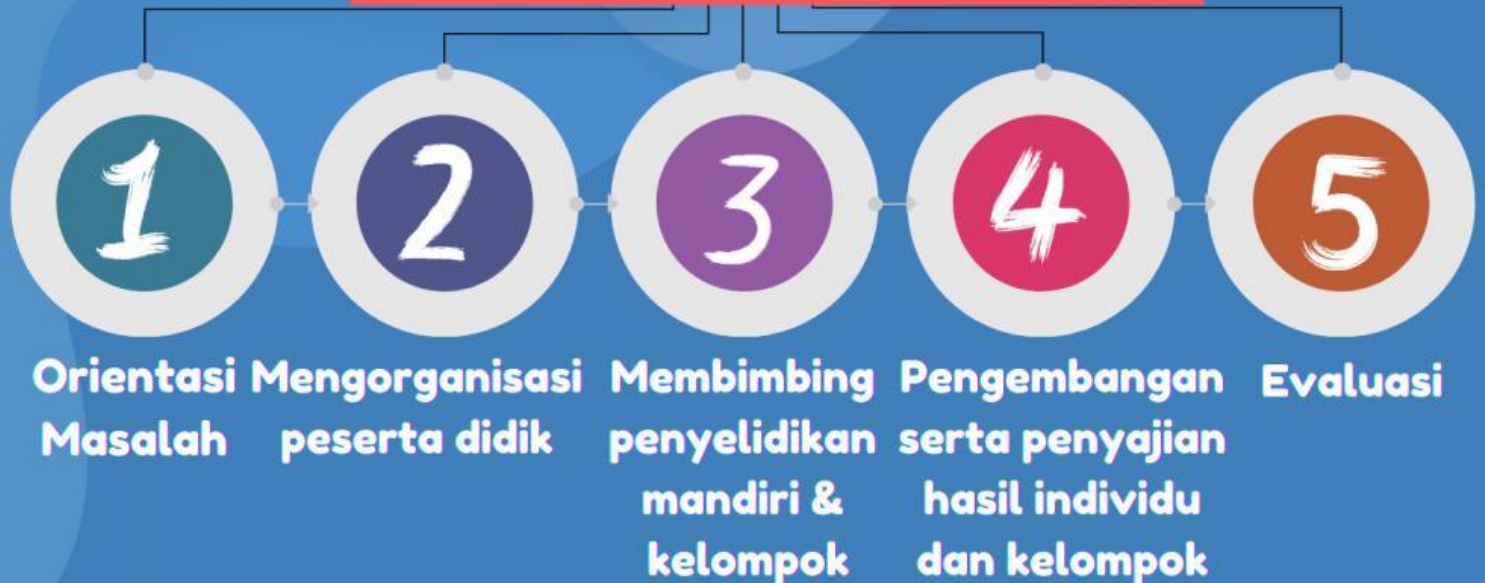 1
2
3
4
5
Orientasi
Masalah
Mengorganisasi
peserta didik
Membimbing
penyelidikan
mandiri &
kelompok
Pengembangan
serta penyajian
hasil individu
dan kelompok
Evaluasi